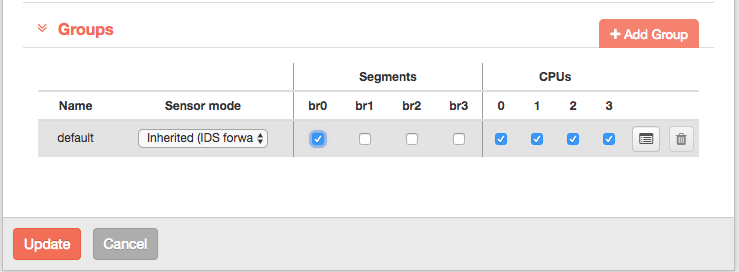 Groups
+ Add Group
Segments CPUs
Name Sensor mode br0 br1 br2 br3 0 1 2 3
default Inherited (IDS forwa
Update Cancel